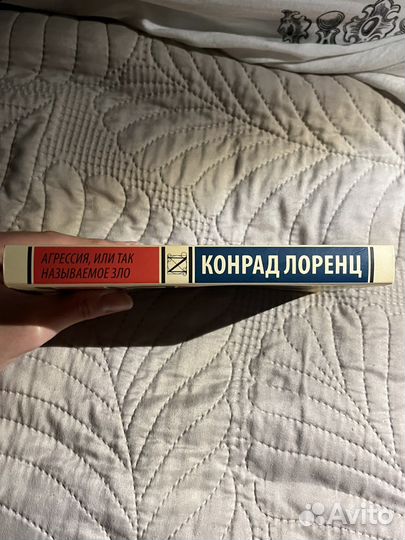 АГРЕССИЯ, ИЛИ ТАК
НАЗЫВАЕМОЕ ЗЛО
N
КОНРАД ЛОРЕНЦ
Avito